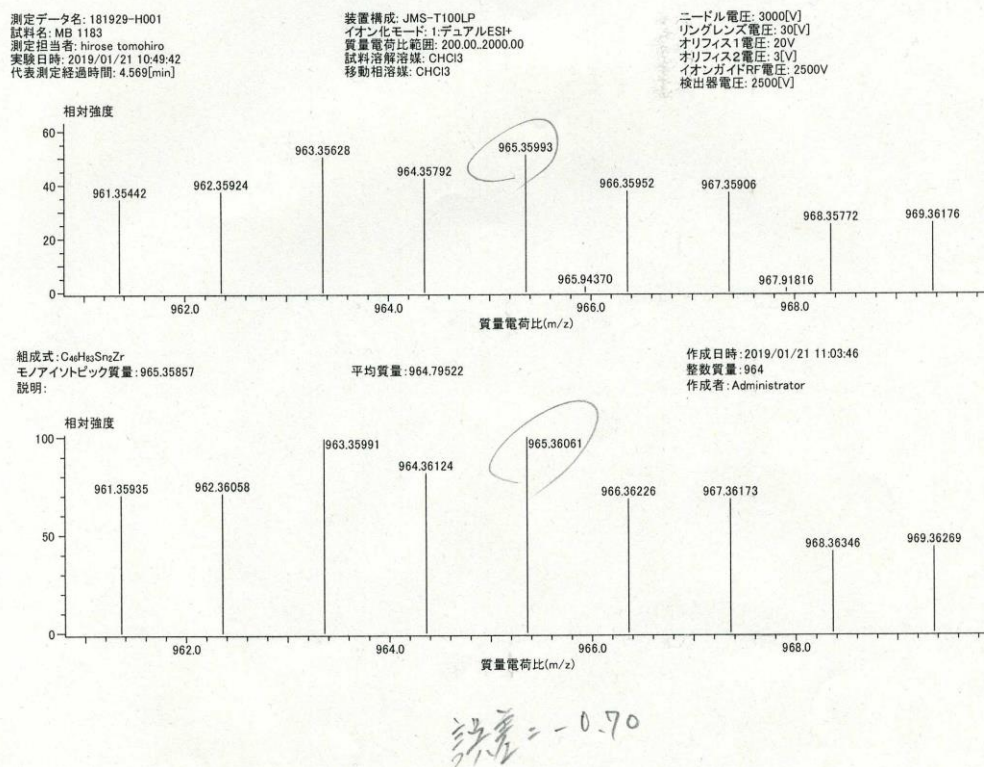 測定データ名: 181929-H001
試料名: MB 1183
測定担当者: hirose tomohiro
実験日時: 2019/01/21 10:49:42
代表測定経過時間: 4.569[min]
装置構成: JMS-T100LP
イオン化モード: 1:デュアルESI+
質量電荷比範囲: 200.00..2000.00
試料溶解溶媒: CHCl3
移動相溶媒: CHCl3
ニードル電圧: 3000[V]
リングレンズ電圧: 30[V]
オリフィス1電圧: 20V
オリフィス2電圧: 3[V]
イオンガイドRF電圧: 2500V
検出器電圧: 2500[V]
相対強度
60
40
20
0
961.35442
962.35924
963.35628
964.35792
965.35993
965.94370
966.35952
967.35906
967.91816
968.35772
969.36176
962.0
964.0
966.0
968.0
質量電荷比(m/z)
組成式:C46H83Sn2Zr
モノアイソトピック質量:965.35857
説明:
平均質量:964.79522
作成日時:2019/01/21 11:03:46
整数質量:964
作成者:Administrator
相対強度
100
50
0
961.35935
962.36058
963.35991
964.36124
965.36061
966.36226
967.36173
968.36346
969.36269
962.0
964.0
966.0
968.0
質量電荷比(m/z)
誤差 = -0.70